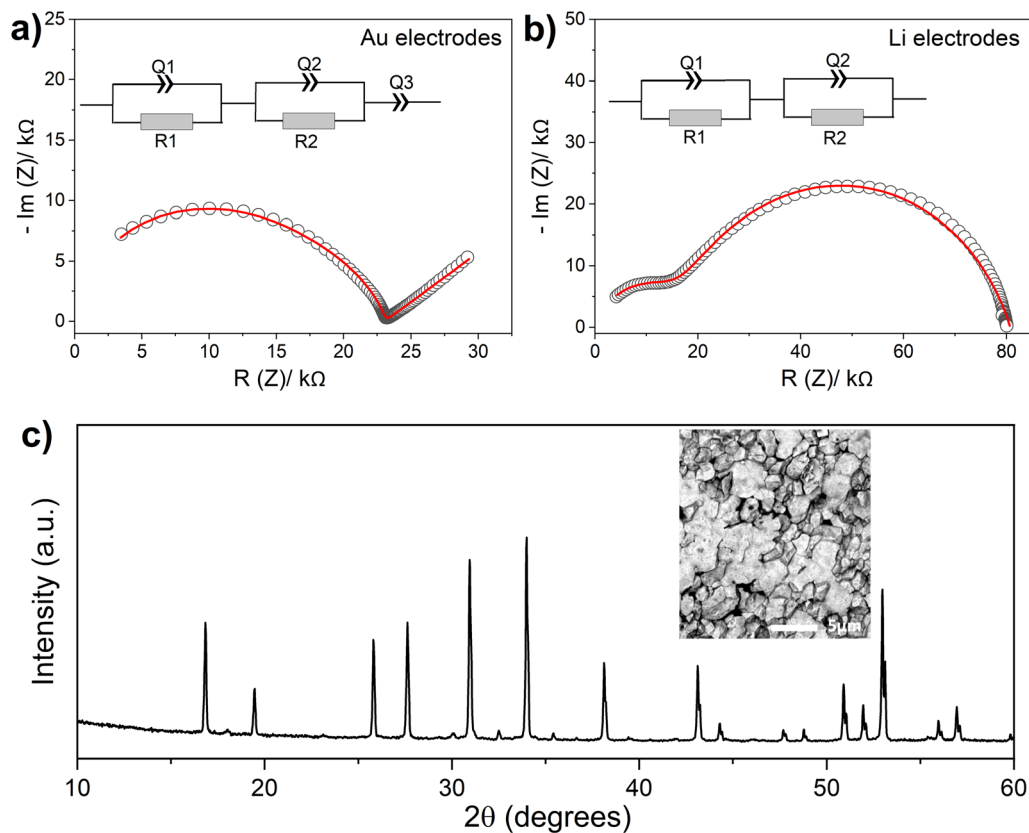 a)
Au electrodes
Q1
Q2
Q3
R1
R2
25
20
15
10
5
0
- Im (Z)/ kΩ
0 5 10 15 20 25 30
R (Z)/ kΩ
b)
Li electrodes
Q1
Q2
R1
R2
50
40
30
20
10
0
- Im (Z)/ kΩ
0 20 40 60 80
R (Z)/ kΩ
c)
Intensity (a.u.)
5μm
10 20 30 40 50 60
2θ (degrees)